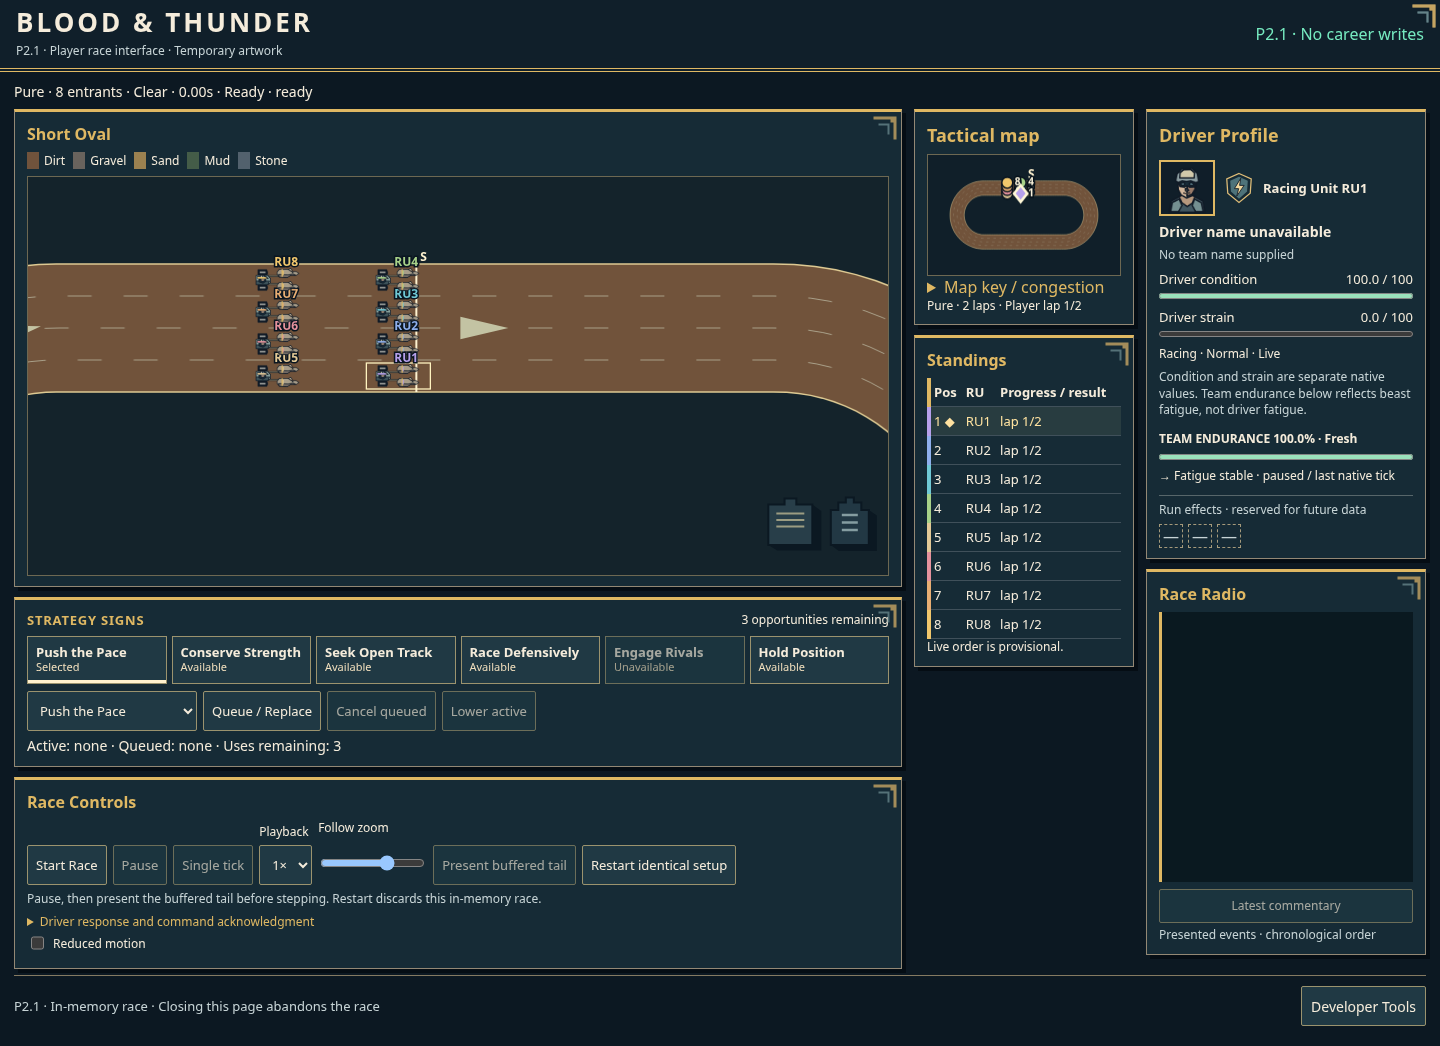 BLOOD & THUNDER
P2.1 · Player race interface · Temporary artwork
P2.1 · No career writes
Pure · 8 entrants · Clear · 0.00s · Ready · ready
Short Oval
Dirt Gravel Sand Mud Stone
S
RU8 RU4
RU7 RU3
RU6 RU2
RU5 RU1
STRATEGY SIGNS
3 opportunities remaining
Push the Pace
Selected
Conserve Strength
Available
Seek Open Track
Available
Race Defensively
Available
Engage Rivals
Unavailable
Hold Position
Available
Push the Pace
Queue / Replace
Cancel queued
Lower active
Active: none · Queued: none · Uses remaining: 3
Race Controls
Playback
Follow zoom
Start Race
Pause
Single tick
1×
Present buffered tail
Restart identical setup
Pause, then present the buffered tail before stepping. Restart discards this in-memory race.
Driver response and command acknowledgment
Reduced motion
Tactical map
S
8 4
1
Map key / congestion
Pure · 2 laps · Player lap 1/2
Standings
Pos RU Progress / result
1 ◆ RU1 lap 1/2
2 RU2 lap 1/2
3 RU3 lap 1/2
4 RU4 lap 1/2
5 RU5 lap 1/2
6 RU6 lap 1/2
7 RU7 lap 1/2
8 RU8 lap 1/2
Live order is provisional.
Driver Profile
Racing Unit RU1
Driver name unavailable
No team name supplied
Driver condition 100.0 / 100
Driver strain 0.0 / 100
Racing · Normal · Live
Condition and strain are separate native
values. Team endurance below reflects beast
fatigue, not driver fatigue.
TEAM ENDURANCE 100.0% · Fresh
→ Fatigue stable · paused / last native tick
Run effects · reserved for future data
— — —
Race Radio
Latest commentary
Presented events · chronological order
P2.1 · In-memory race · Closing this page abandons the race
Developer Tools